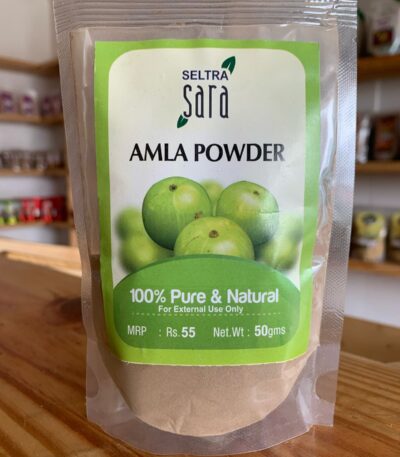 SELTRA
sara
AMLA POWDER
100% Pure & Natural
For External Use Only
MRP : Rs. 55 Net.Wt : 50gms